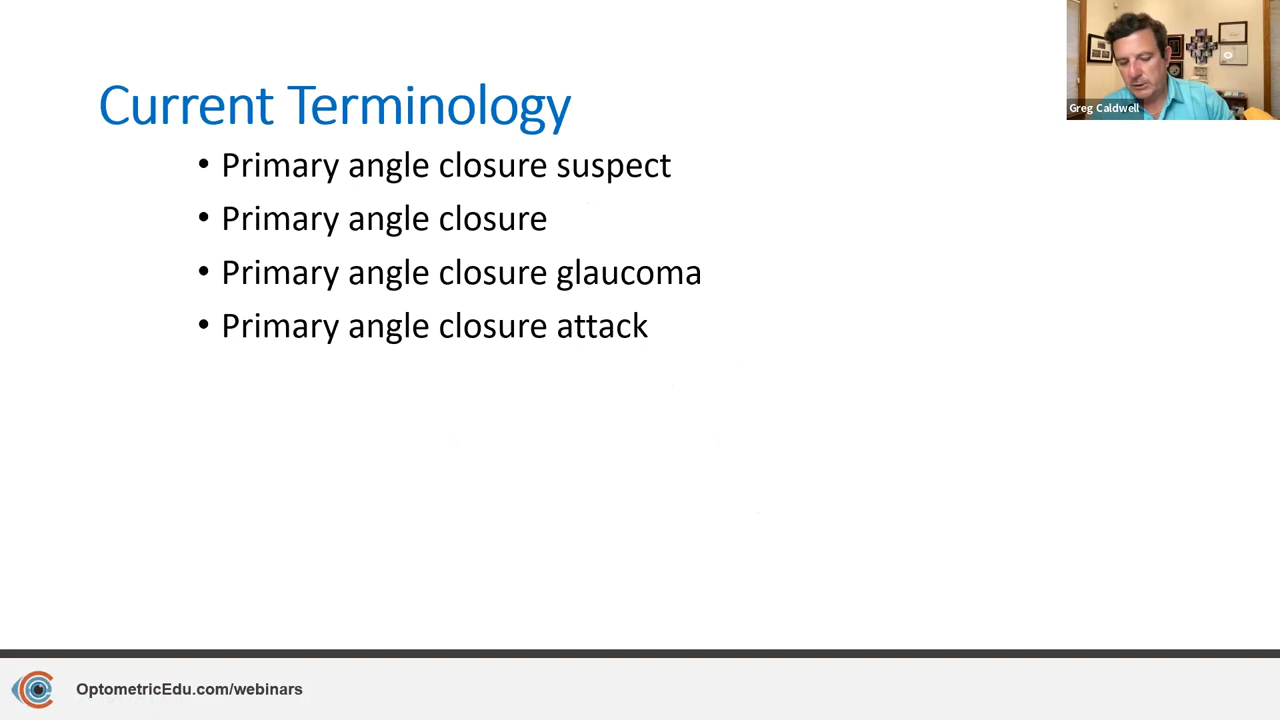 Greg Caldwell
Current Terminology
• Primary angle closure suspect
• Primary angle closure
• Primary angle closure glaucoma
• Primary angle closure attack
OptometricEdu.com/webinars